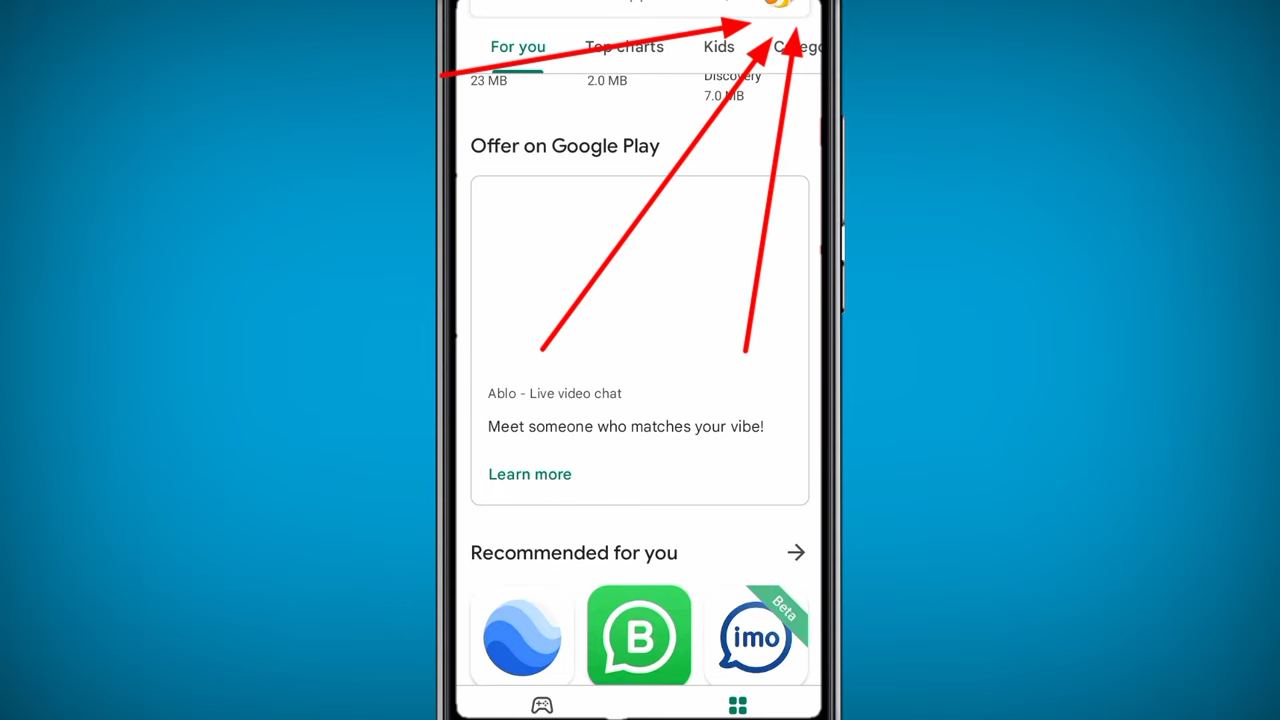 For you Top charts Kids Catego
23 MB 2.0 MB Discovery
7.0 MB
Offer on Google Play
Ablo - Live video chat
Meet someone who matches your vibe!
Learn more
Recommended for you
B
imo
Beta